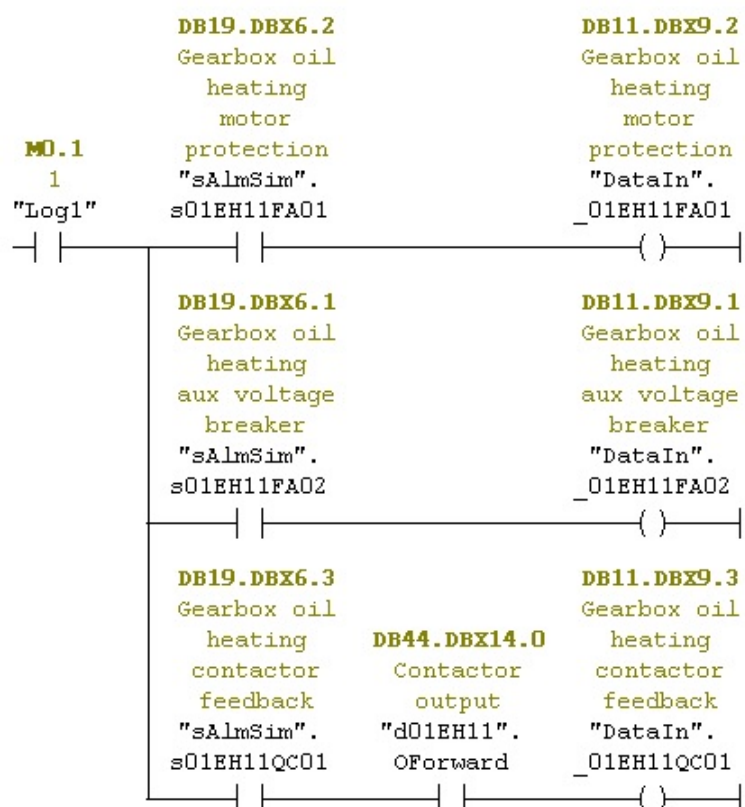 DB19.DBX6.2
Gearbox oil
heating
motor
protection
"sAlmSim".
s01EH11FA01
DB11.DBX9.2
Gearbox oil
heating
motor
protection
"DataIn".
_01EH11FA01
M0.1
1
"Log1"
DB19.DBX6.1
Gearbox oil
heating
aux voltage
breaker
"sAlmSim".
s01EH11FA02
DB11.DBX9.1
Gearbox oil
heating
aux voltage
breaker
"DataIn".
_01EH11FA02
DB19.DBX6.3
Gearbox oil
heating
contactor
feedback
"sAlmSim".
s01EH11QC01
DB44.DBX14.0
Contactor
output
"d01EH11".
OForward
DB11.DBX9.3
Gearbox oil
heating
contactor
feedback
"DataIn".
_01EH11QC01